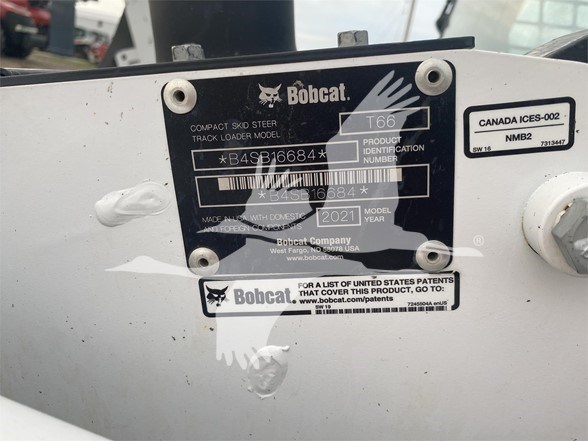 Bobcat.
COMPACT SKID STEER
TRACK LOADER MODEL
T66
*B4SB16684*
PRODUCT
IDENTIFICATION
NUMBER
*B4SB16684*
MADE IN USA WITH DOMESTIC
AND FOREIGN COMPONENTS
2021
MODEL
YEAR
Bobcat Company
West Fargo, ND 58078 USA
www.bobcat.com
CANADA ICES-002
NMB2
SW 16
7313447
Bobcat.
FOR A LIST OF UNITED STATES PATENTS
THAT COVER THIS PRODUCT, GO TO:
www.bobcat.com/patents
SW 19
7245504A enUS